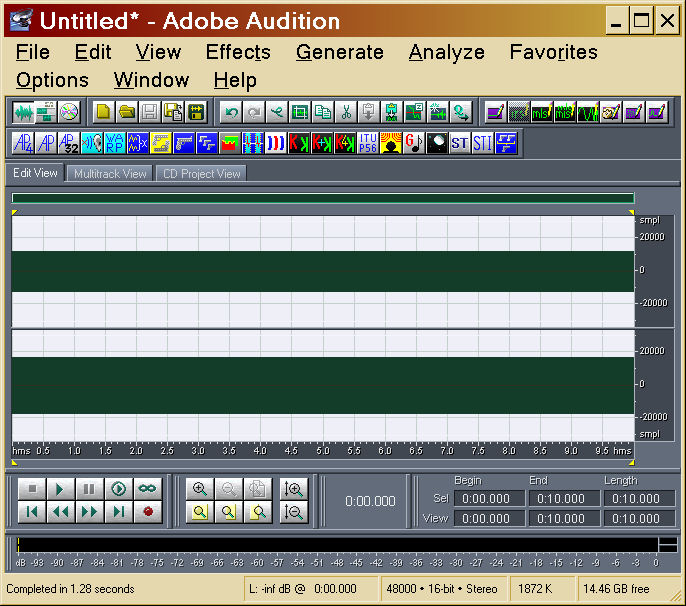 Untitled* - Adobe Audition
File Edit View Effects Generate Analyze Favorites
Options Window Help
Edit View Multitrack View CD Project View
smpl
20000
0
-20000
20000
0
-20000
smpl
hms 0.5 1.0 1.5 2.0 2.5 3.0 3.5 4.0 4.5 5.0 5.5 6.0 6.5 7.0 7.5 8.0 8.5 9.0 9.5 hms
Begin End Length
0:00.000 Sel 0:00.000 0:10.000 0:10.000
View 0:00.000 0:10.000 0:10.000
dB -93 -90 -87 -84 -81 -78 -75 -72 -69 -66 -63 -60 -57 -54 -51 -48 -45 -42 -39 -36 -33 -30 -27 -24 -21 -18 -15 -12 -9 -6 -3 0
Completed in 1.28 seconds L: -inf dB @ 0:00.000 48000 • 16-bit • Stereo 1872 K 14.46 GB free